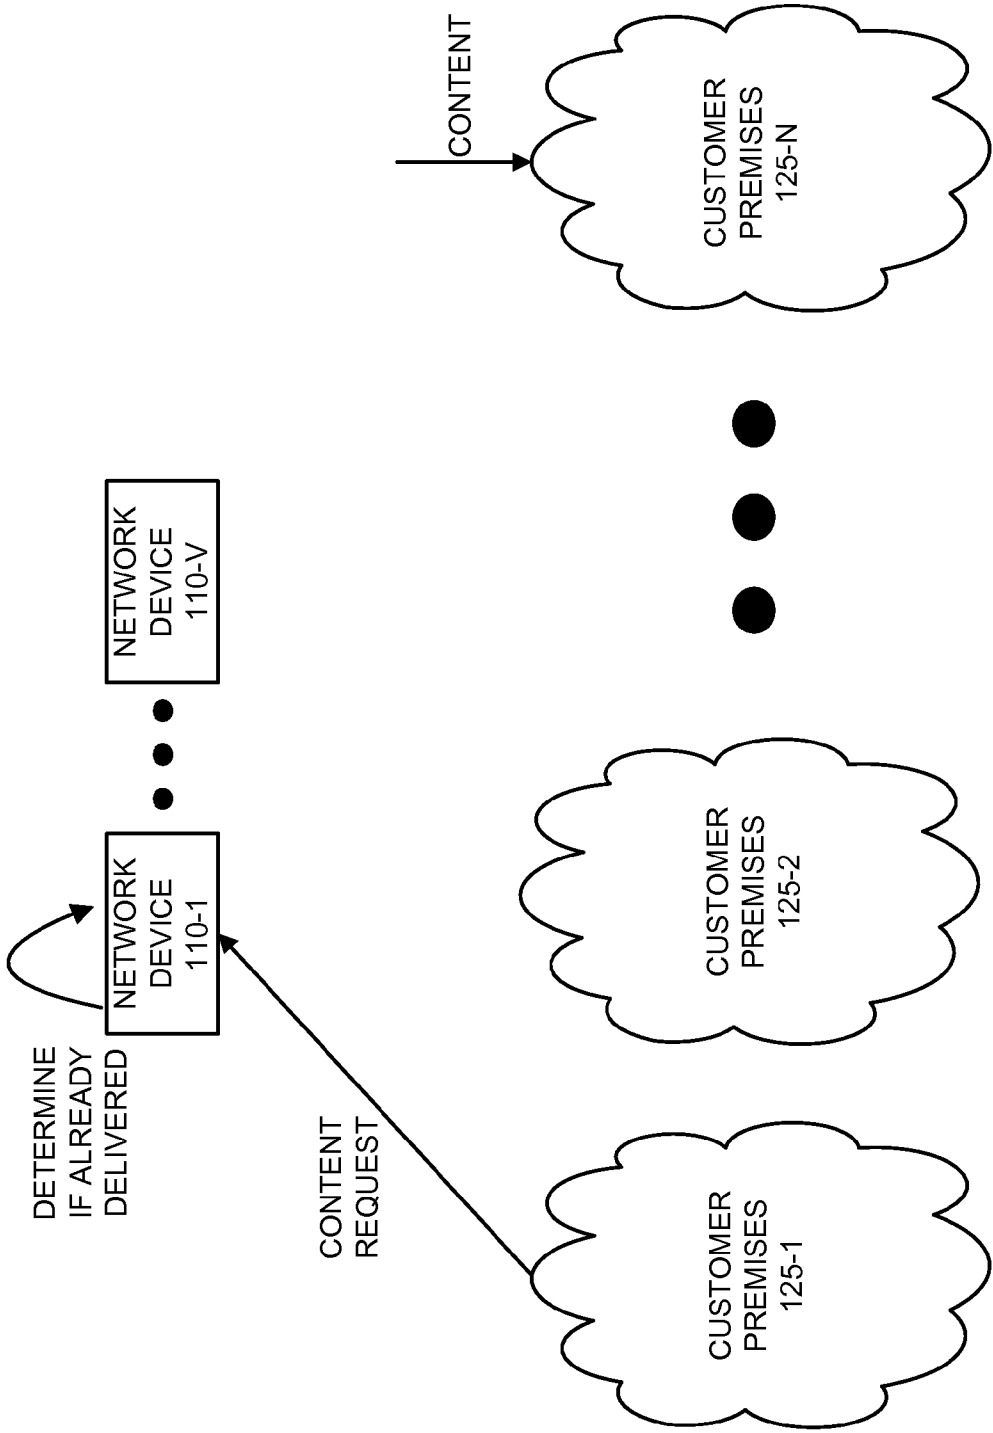 DETERMINE
IF ALREADY
DELIVERED
NETWORK
DEVICE
110-1
NETWORK
DEVICE
110-V
CONTENT
REQUEST
CONTENT
CUSTOMER
PREMISES
125-1
CUSTOMER
PREMISES
125-2
CUSTOMER
PREMISES
125-N